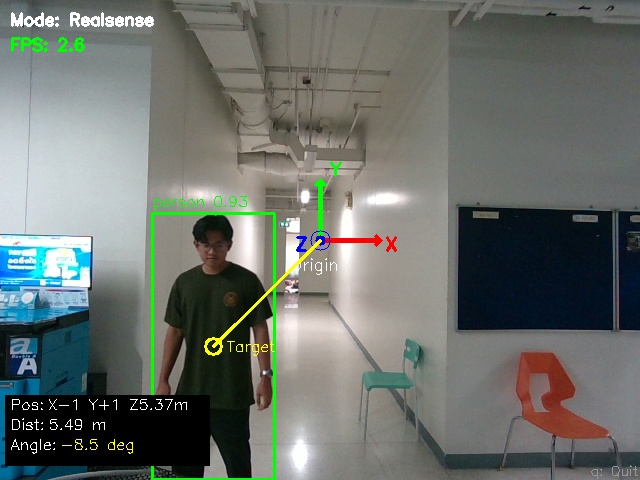 Mode: Realsense
FPS: 2.6
Y
person 0.93
Z
X
Origin
Target
a
A
Pos: X-1 Y+1 Z5.37m
Dist: 5.49 m
Angle: -8.5 deg
q: Quit